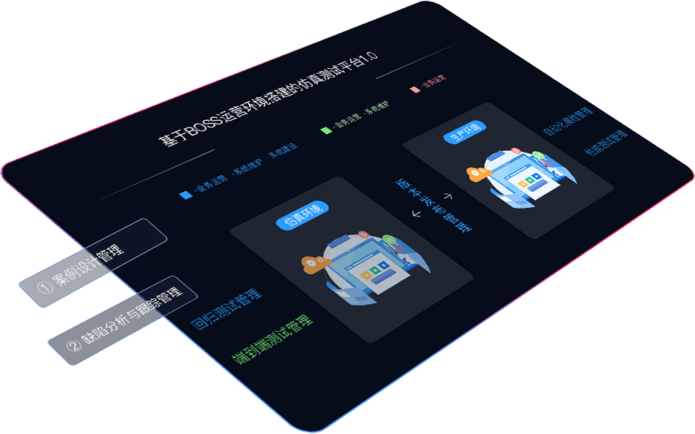 基于BOSS运营环境搭建的仿真测试平台1.0
-业务运营 -系统维护 -系统建设
-业务运营 -系统维护
-业务运营
仿真环境
生产环境
版本发布管理
自动化巡检管理
性能测试管理
① 案例设计管理
② 缺陷分析与跟踪管理
回归测试管理
端到端测试管理